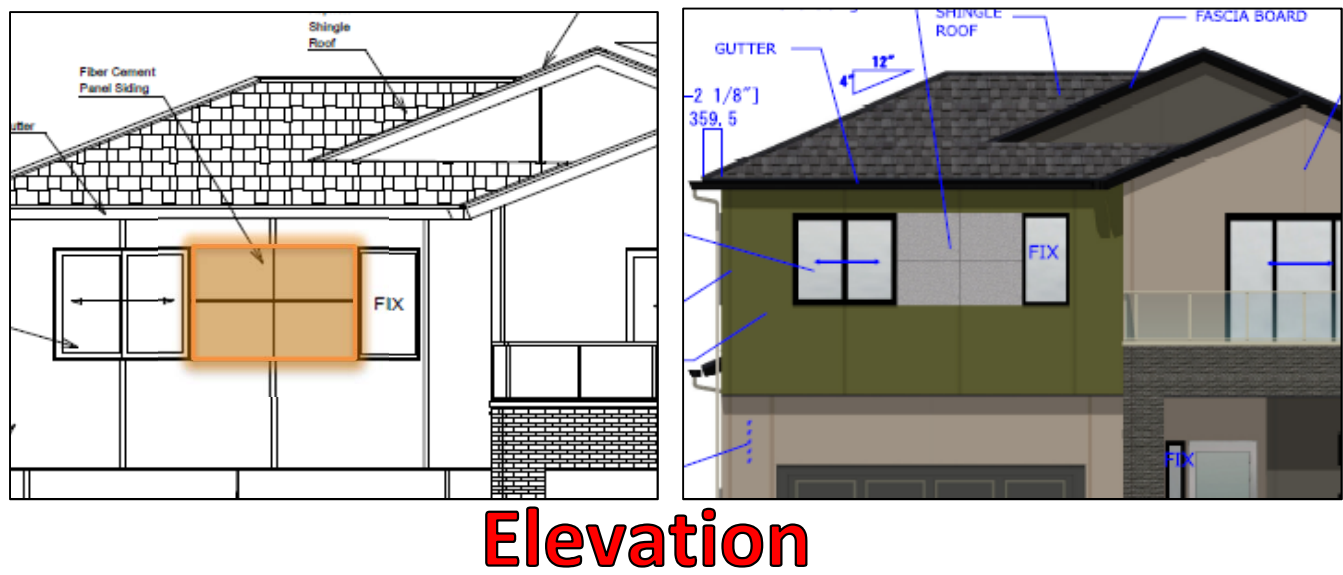 Shingle
Roof
Fiber Cement
Panel Siding
utter
FIX
SHINGLE
ROOF
FASCIA BOARD
GUTTER
12"
4"
-2 1/8"]
359.5
FIX
FIX
Elevation